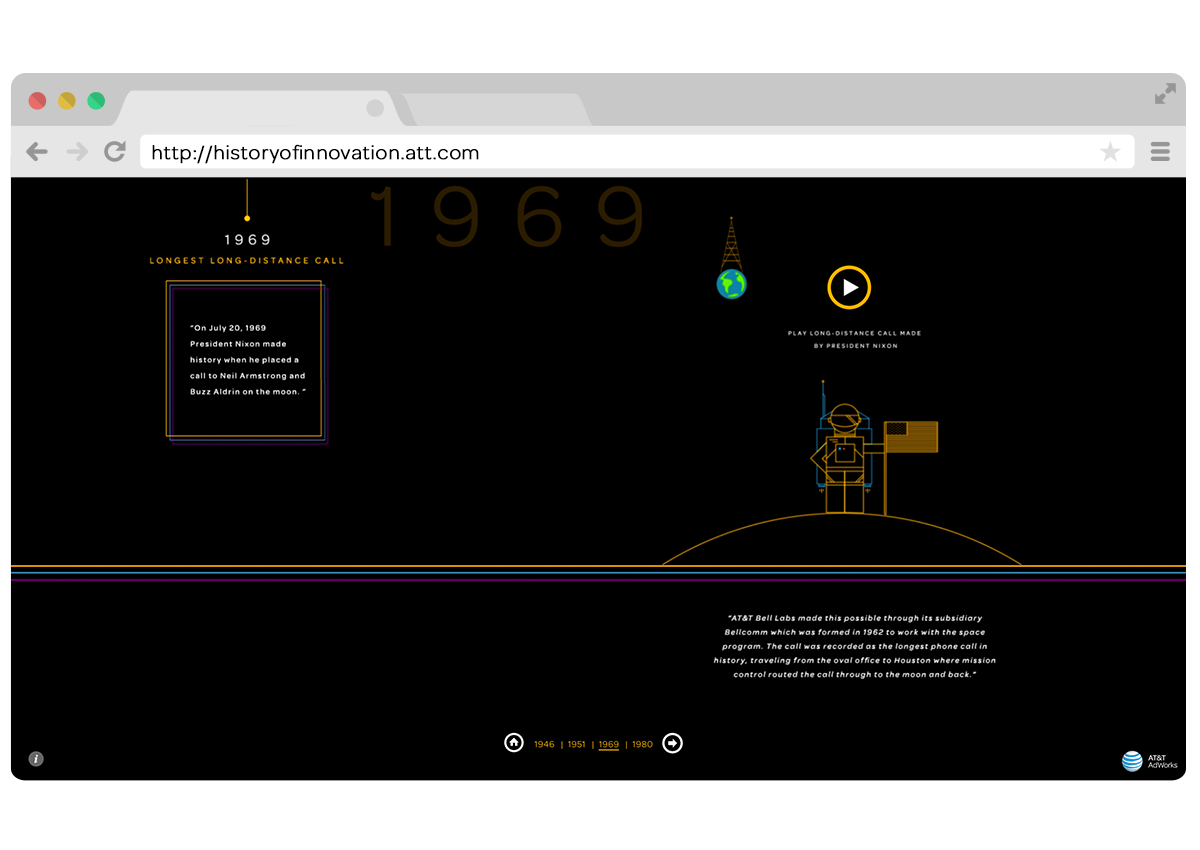 http://historyofinnovation.att.com
1969
1969
LONGEST LONG-DISTANCE CALL
“On July 20, 1969
President Nixon made
history when he placed a
call to Neil Armstrong and
Buzz Aldrin on the moon. ”
PLAY LONG-DISTANCE CALL MADE
BY PRESIDENT NIXON
“AT&T Bell Labs made this possible through its subsidiary
Bellcomm which was formed in 1962 to work with the space
program. The call was recorded as the longest phone call in
history, traveling from the oval office to Houston where mission
control routed the call through to the moon and back.”
1946 | 1951 | 1969 | 1980
i
AT&T
AdWorks